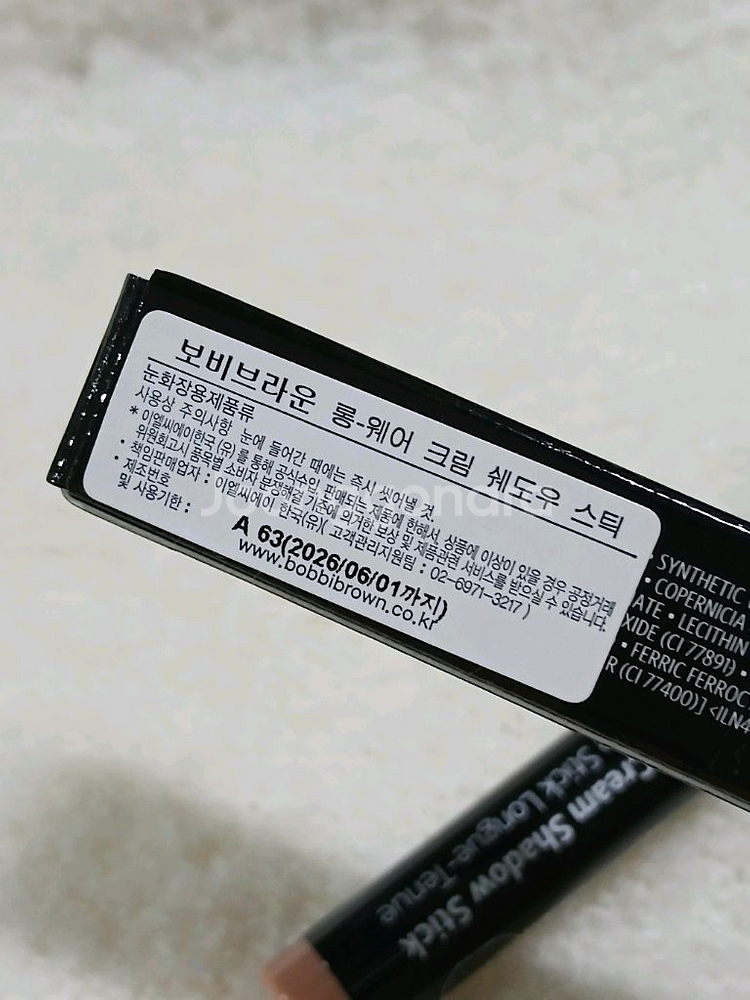 보비브라운 롱-웨어 크림 쉐도우 스틱
눈화장용제품류
사용상 주의사항 눈에 들어간 때에는 즉시 씻어낼 것.
* 이엘씨에이한국(유)를 통해 공식수입, 판매되는 제품에 한해서 상품에 이상이 있을 경우 공정거래
위원회고시 품목별 소비자 분쟁해결 기준에 의거한 보상 및 제품관련 서비스를 받으실 수 있습니다.
• 책임판매업자 : 이엘씨에이 한국(유)( 고객관리지원팀 : 02-6971-3217 )
• 제조번호
및 사용기한 :
A 63(2026/06/01까지)
www.bobbibrown.co.kr
SYNTHETIC
• COPERNICIA
ATE • LECITHIN
OXIDE (CI 77891) •
• FERRIC FERROC
R (CI 77400)] <ILN4
Cream Shadow Stick
Stick Longue-Tenue